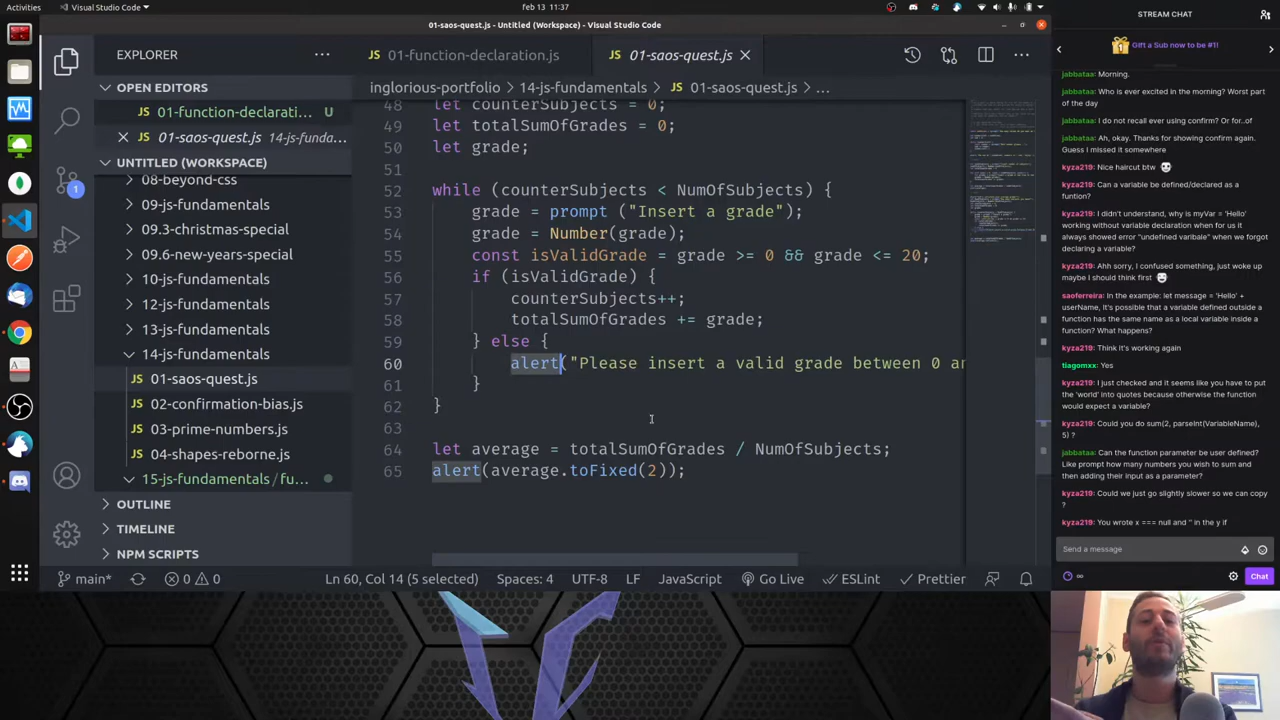 Activities
Visual Studio Code
feb 13 11:37
01-saos-quest.js - Untitled (Workspace) - Visual Studio Code
EXPLORER
OPEN EDITORS
01-function-declarati... U
01-saos-quest.js
UNTITLED (WORKSPACE)
09-js-fundamentals
09.3-christmas-speci...
09.6-new-years-special
10-js-fundamentals
12-js-fundamentals
13-js-fundamentals
14-js-fundamentals
JS 01-saos-quest.js
JS 02-confirmation-bias.js
JS 03-prime-numbers.js
JS 04-shapes-reborne.js
15-js-fundamentals / fu...
OUTLINE
TIMELINE
NPM SCRIPTS
1
JS 01-function-declaration.js
JS 01-saos-quest.js
main > portfolio > 14-js-fundamentals > JS 01-saos-quest.js > ...
48 let counterSubjects = 0;
49 let totalSumOfGrades = 0;
50 let grade;
51
52 while (counterSubjects < NumOfSubjects) {
53 grade = prompt ("Insert a grade");
54 grade = Number(grade);
55 const isValidGrade = grade >= 0 && grade <= 20;
56 if (isValidGrade) {
57 counterSubjects++;
58 totalSumOfGrades += grade;
59 } else {
60 alert("Please insert a valid grade between 0 an
61 }
62 }
63
64 let average = totalSumOfGrades / NumOfSubjects;
65 alert(average.toFixed(2));
main*
0 0
Ln 60, Col 14 (5 selected)
Spaces: 4
UTF-8
LF
JavaScript
Go Live
ESLint
Prettier
STREAM CHAT
Gift a Sub now to be #1!
jabbataa: Morning.
jabbataa: Who is ever excited in the morning? Worst part
of the day
jabbataa: I do not recall ever using confirm? Or for..of
jabbataa: Ah, okay. Thanks for showing confirm again.
Guess I missed it somewhere
kyza219: Nice haircut btw
kyza219: Can a variable be defined/declared as a
funtion?
kyza219: I didn't understand, why is myVar = 'Hello'
working without variable declaration when for us it
always showed error "undefined varibale" when we forgot
declaring a variable?
kyza219: Ahh sorry, I confused something, just woke up
maybe I should think first
saoferreira: In the example: let message = 'Hello' +
userName, it's possible that a variable defined outside a
function has the same name as a local variable inside a
function? What happens?
kyza219: Think it's working again
tiagomxx: Yes
kyza219: I just checked and it seems like you have to put
the 'world' into quotes because otherwise the function
would expect a variable?
kyza219: Could you do sum(2, parseInt(VariableName),
5) ?
jabbataa: Can the function parameter be user defined?
Like prompt how many numbers you wish to sum and
then adding their input as a parameter?
kyza219: Could we just go slightly slower so we can copy
?
kyza219: You wrote x === null and '' in the y if
Send a message
Chat